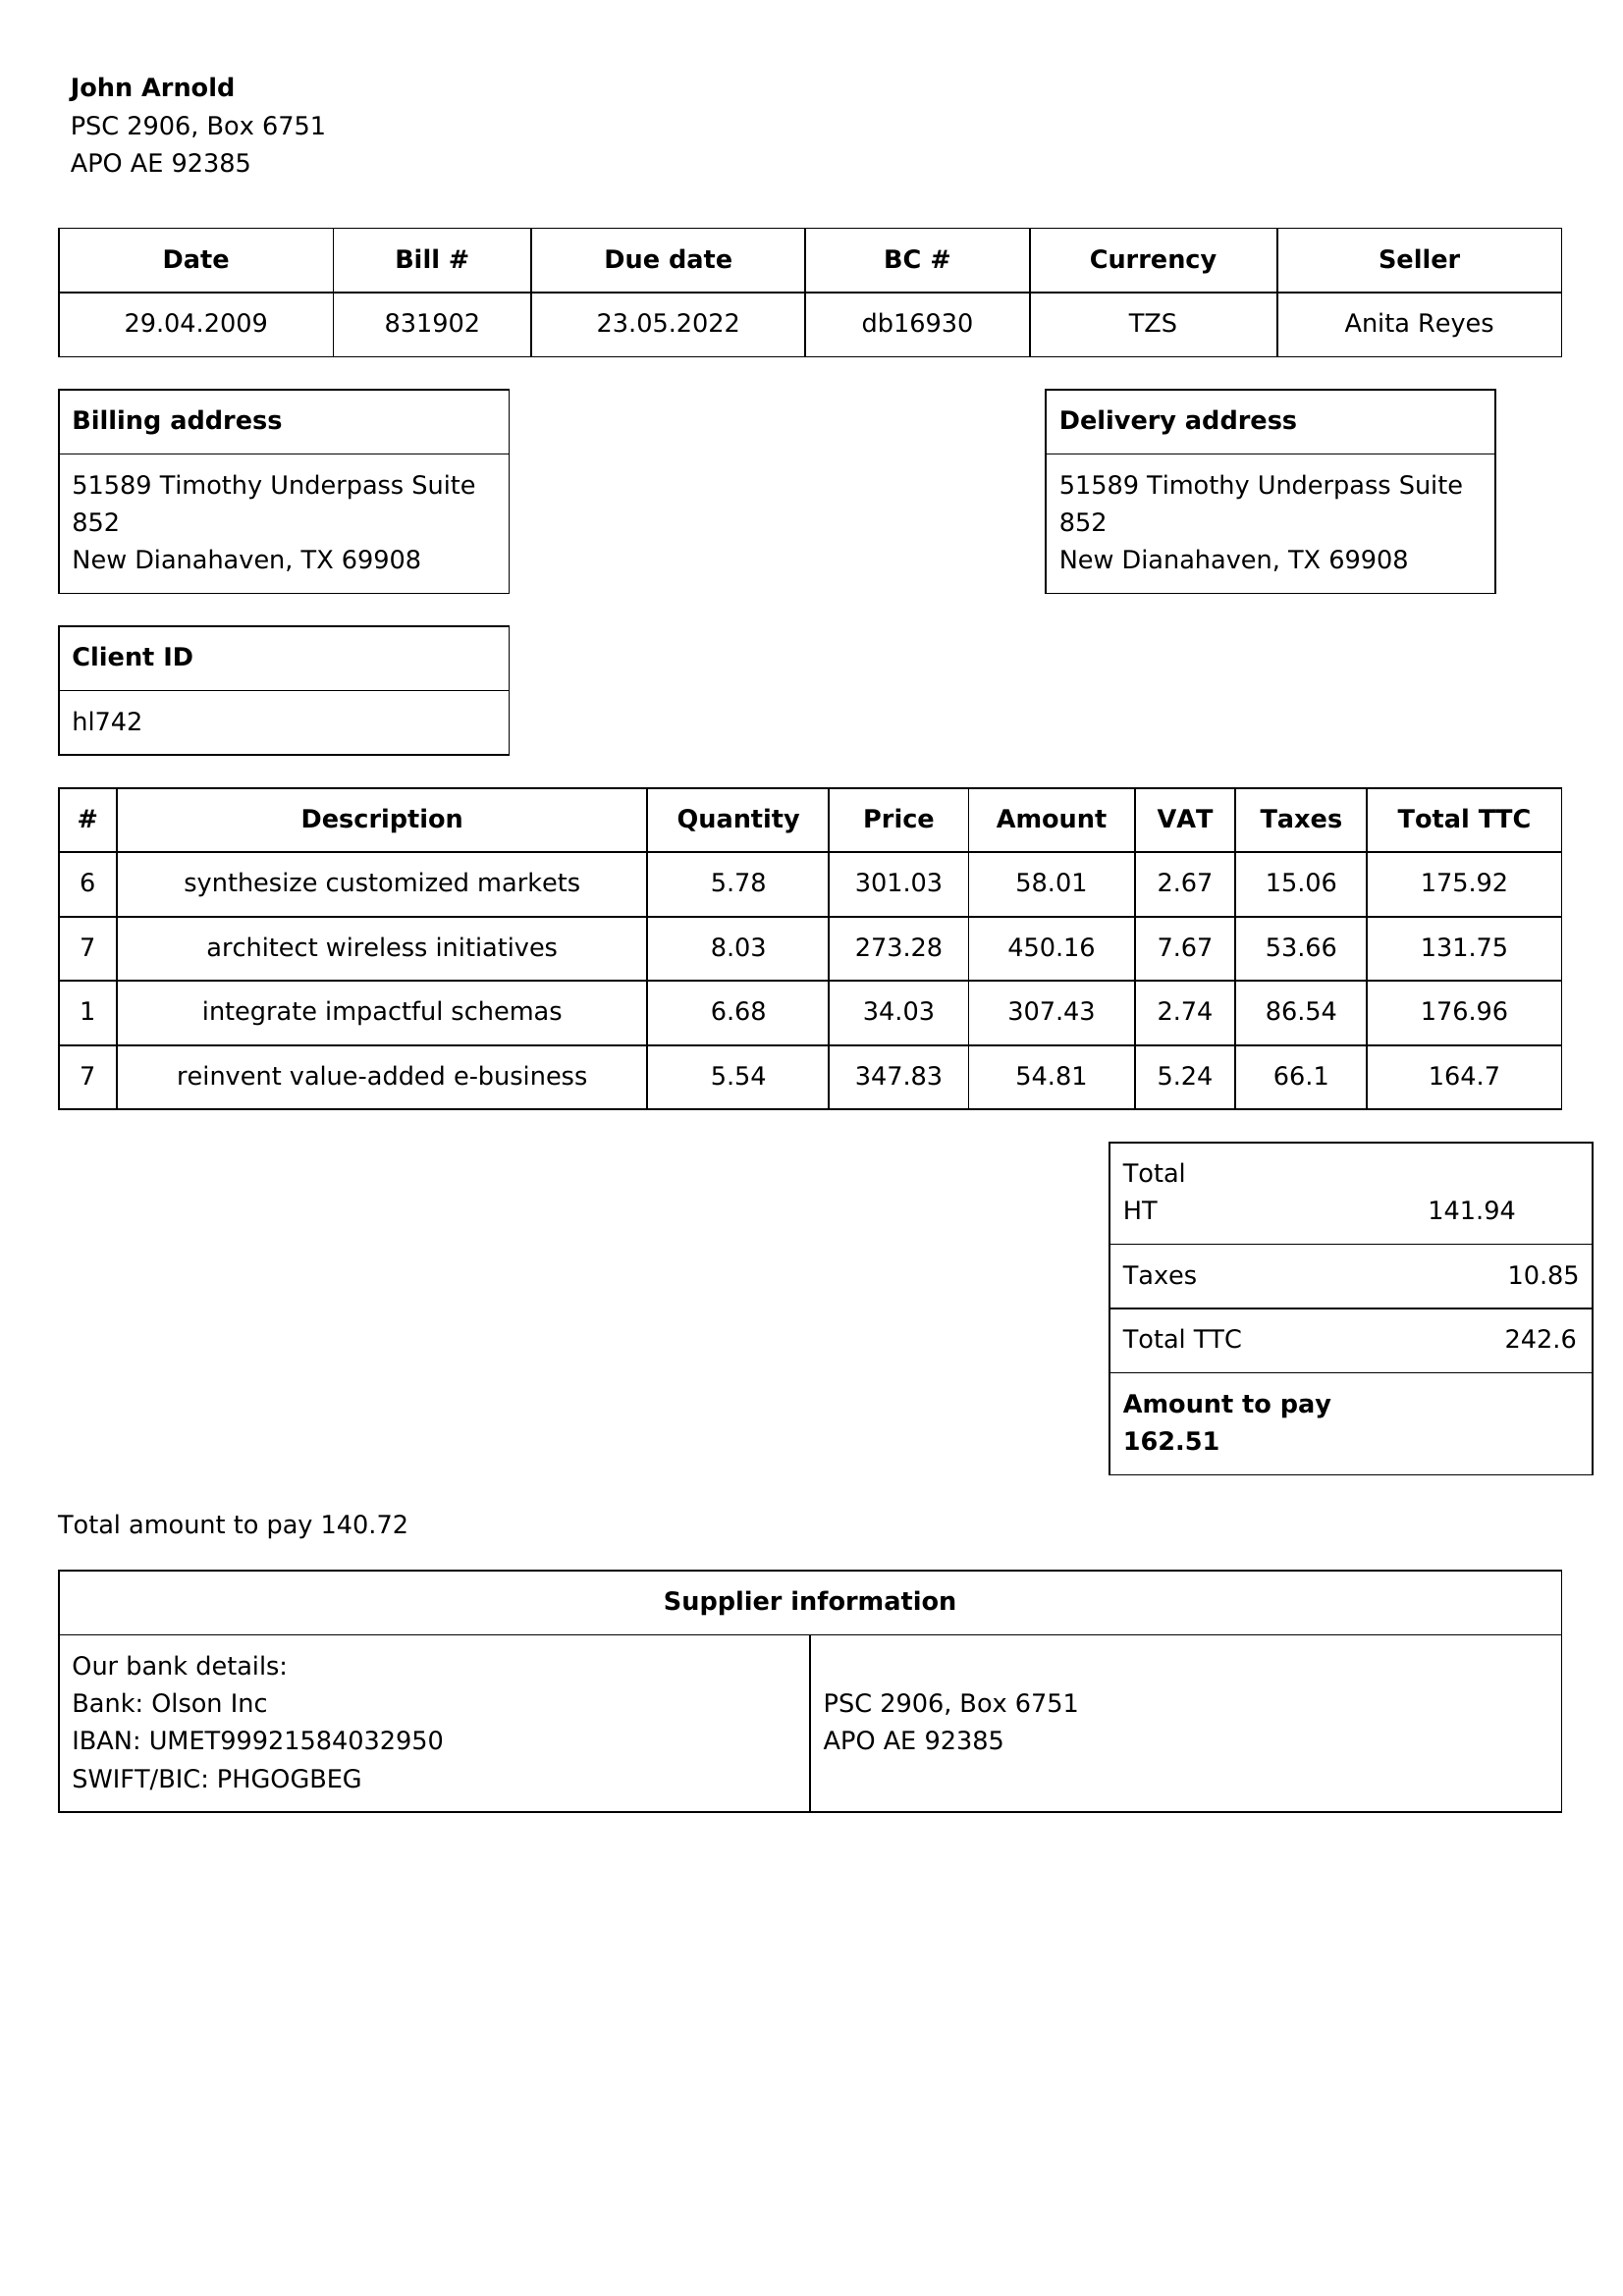 John Arnold
PSC 2906, Box 6751
APO AE 92385
Date Bill # Due date BC # Currency Seller
29.04.2009 831902 23.05.2022 db16930 TZS Anita Reyes
Billing address
51589 Timothy Underpass Suite
852
New Dianahaven, TX 69908
Delivery address
51589 Timothy Underpass Suite
852
New Dianahaven, TX 69908
Client ID
hl742
# Description Quantity Price Amount VAT Taxes Total TTC
6 synthesize customized markets 5.78 301.03 58.01 2.67 15.06 175.92
7 architect wireless initiatives 8.03 273.28 450.16 7.67 53.66 131.75
1 integrate impactful schemas 6.68 34.03 307.43 2.74 86.54 176.96
7 reinvent value-added e-business 5.54 347.83 54.81 5.24 66.1 164.7
Total
HT 141.94
Taxes 10.85
Total TTC 242.6
Amount to pay
162.51
Total amount to pay 140.72
Supplier information
Our bank details:
Bank: Olson Inc
IBAN: UMET99921584032950
SWIFT/BIC: PHGOGBEG
PSC 2906, Box 6751
APO AE 92385